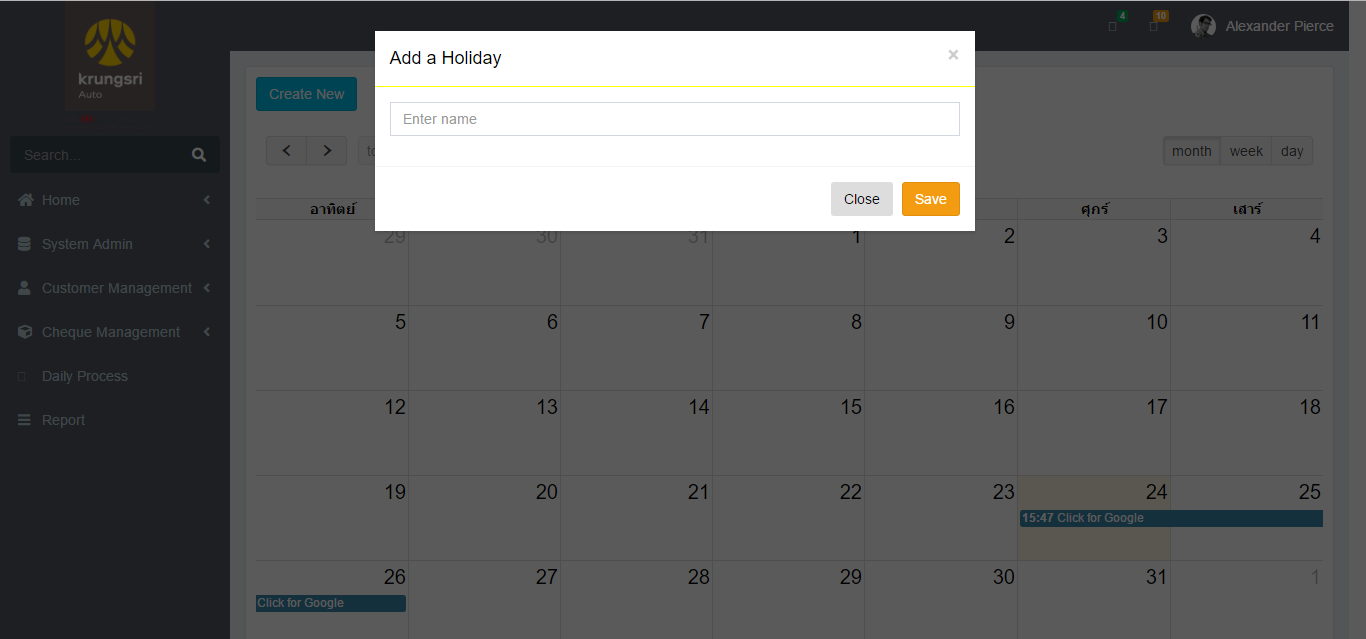 4
10
Alexander Pierce
krungsri
Auto
Add a Holiday
×
Create New
Enter name
Search...
month week day
Close Save
Home
System Admin
Customer Management
Cheque Management
Daily Process
Report
อาทิตย์ ศุกร์ เสาร์
29 30 31 1 2 3 4
5 6 7 8 9 10 11
12 13 14 15 16 17 18
19 20 21 22 23 24 25
15:47 Click for Google
26 27 28 29 30 31 1
Click for Google